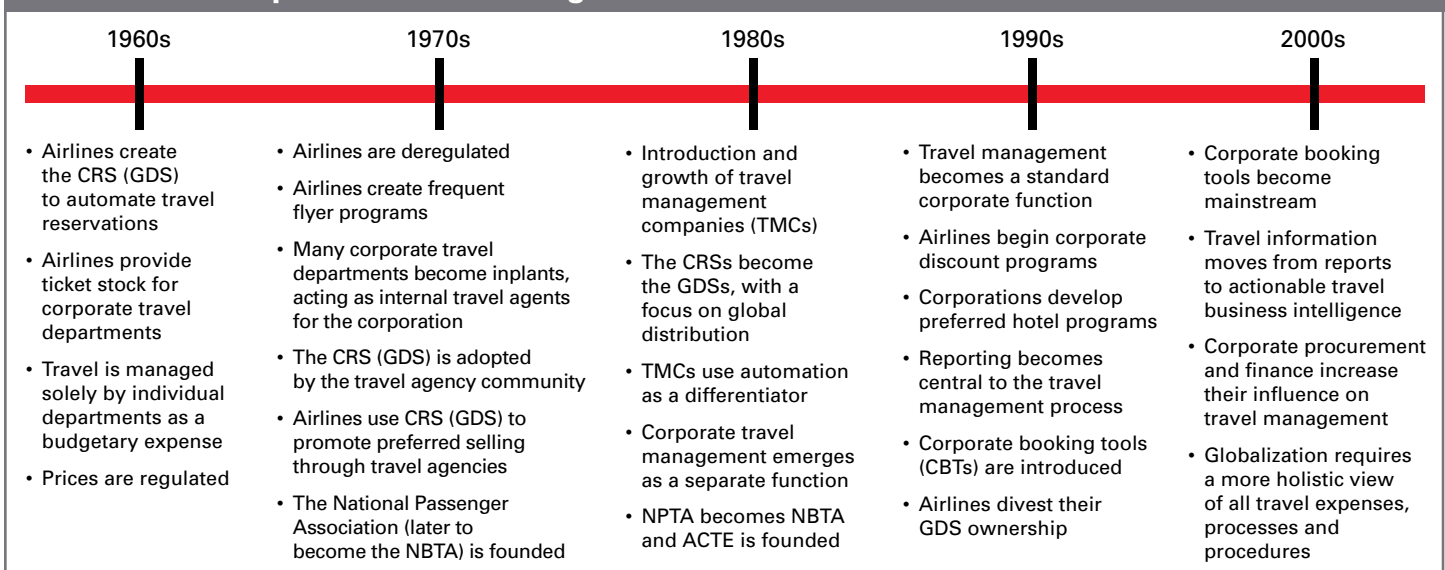 1960s
Airlines create
the CRS (GDS)
to automate travel
reservations
Airlines provide
ticket stock for
corporate travel
departments
Travel is managed
solely by individual
departments as a
budgetary expense
Prices are regulated
1970s
Airlines are deregulated
Airlines create frequent
flyer programs
Many corporate travel
departments become inplants,
acting as internal travel agents
for the corporation
The CRS (GDS) is adopted
by the travel agency community
Airlines use CRS (GDS) to
promote preferred selling
through travel agencies
The National Passenger
Association (later to
become the NBTA) is founded
1980s
Introduction and
growth of travel
management
companies (TMCs)
The CRSs become
the GDSs, with a
focus on global
distribution
TMCs use automation
as a differentiator
Corporate travel
management emerges
as a separate function
NPTA becomes NBTA
and ACTE is founded
1990s
Travel management
becomes a standard
corporate function
Airlines begin corporate
discount programs
Corporations develop
preferred hotel programs
Reporting becomes
central to the travel
management process
Corporate booking tools
(CBTs) are introduced
Airlines divest their
GDS ownership
2000s
Corporate booking
tools become
mainstream
Travel information
moves from reports
to actionable travel
business intelligence
Corporate procurement
and finance increase
their influence on
travel management
Globalization requires
a more holistic view
of all travel expenses,
processes and
procedures